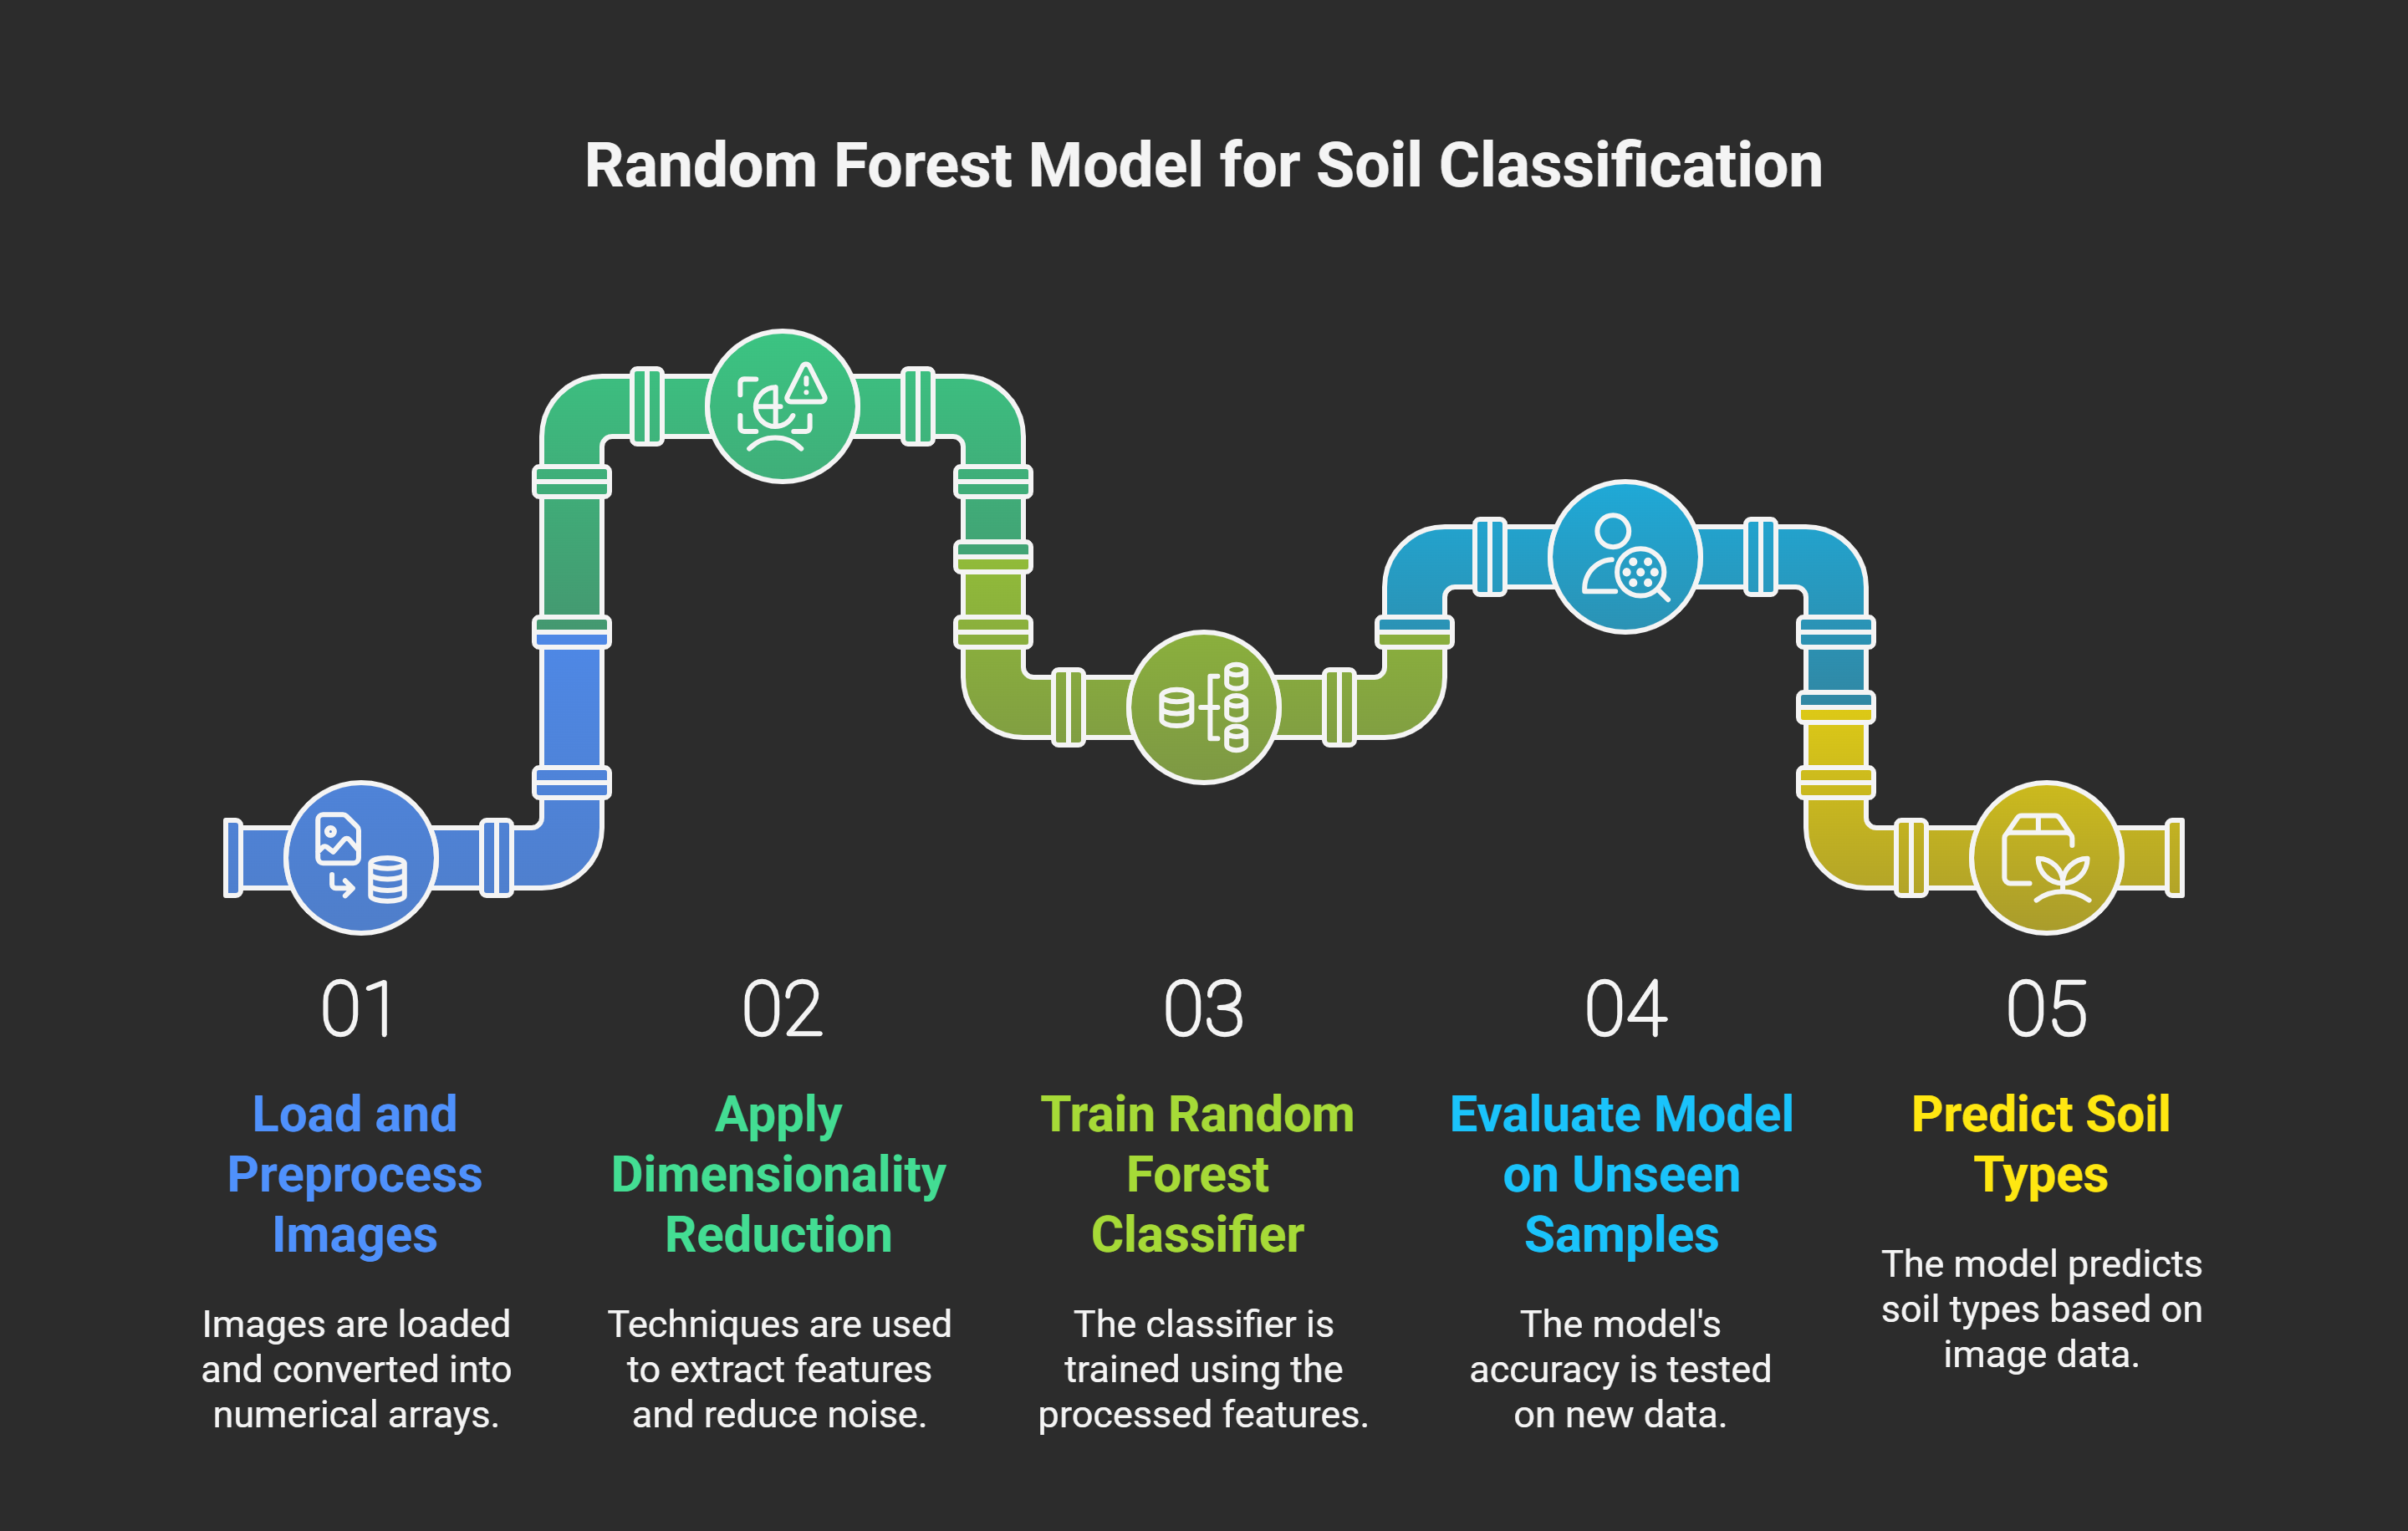 Random Forest Model for Soil Classification
01
Load and
Preprocess
Images
Images are loaded
and converted into
numerical arrays.
02
Apply
Dimensionality
Reduction
Techniques are used
to extract features
and reduce noise.
03
Train Random
Forest
Classifier
The classifier is
trained using the
processed features.
04
Evaluate Model
on Unseen
Samples
The model's
accuracy is tested
on new data.
05
Predict Soil
Types
The model predicts
soil types based on
image data.